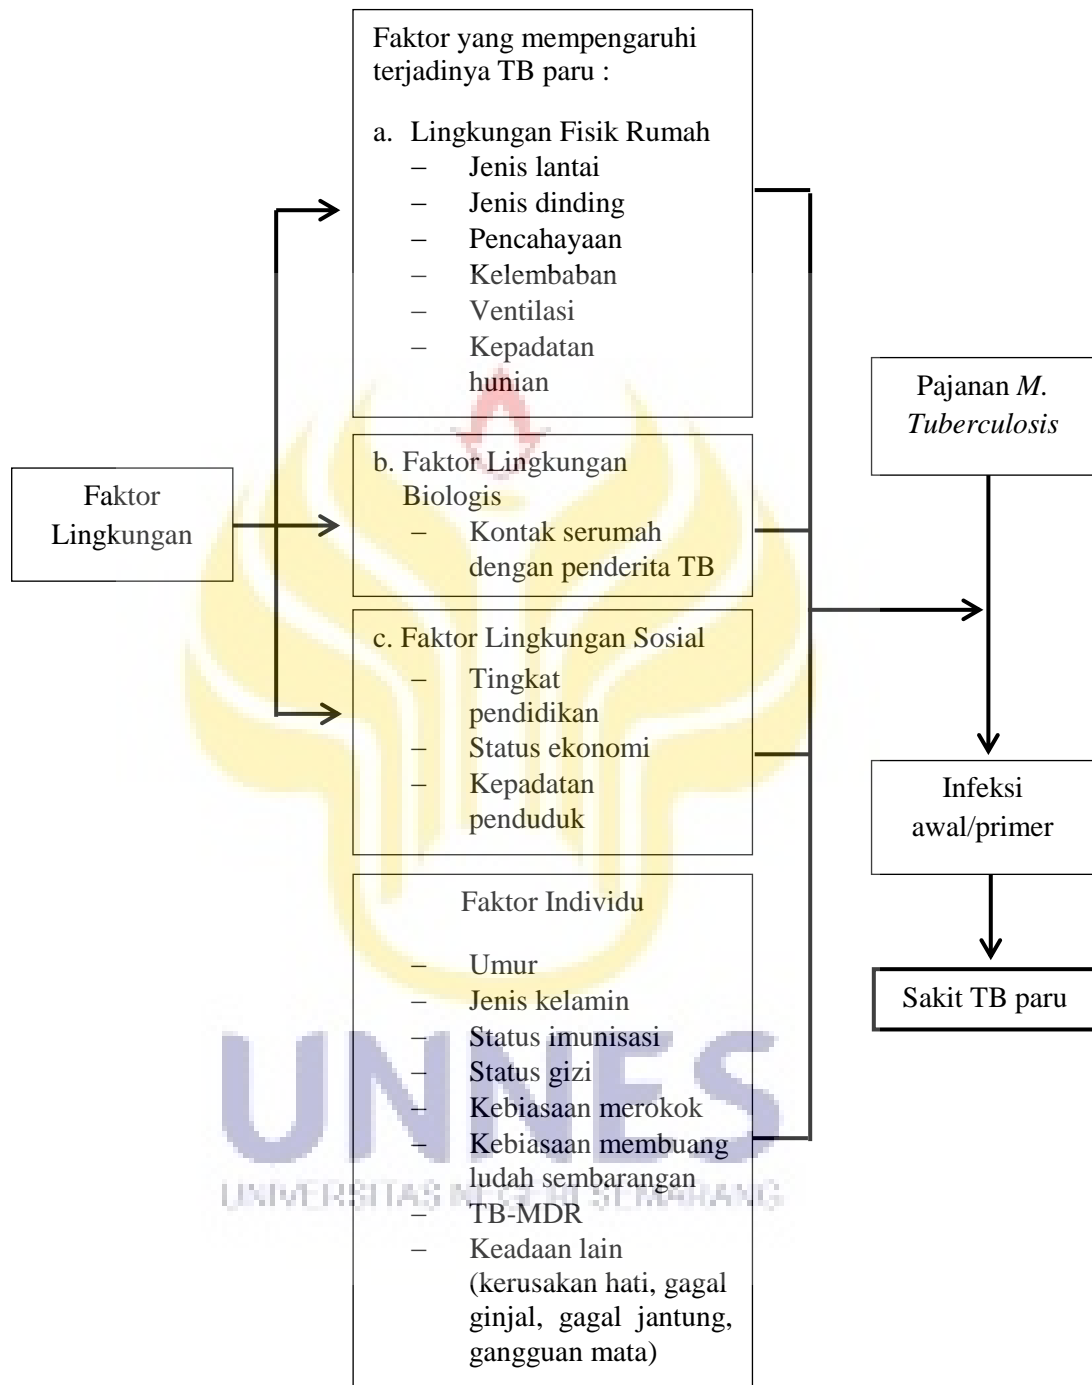 Faktor yang mempengaruhi
terjadinya TB paru :
a. Lingkungan Fisik Rumah
– Jenis lantai
– Jenis dinding
– Pencahayaan
– Kelembaban
– Ventilasi
– Kepadatan
hunian
Pajanan M.
Tuberculosis
b. Faktor Lingkungan
Biologis
– Kontak serumah
dengan penderita TB
Faktor
Lingkungan
c. Faktor Lingkungan Sosial
– Tingkat
pendidikan
– Status ekonomi
– Kepadatan
penduduk
Infeksi
awal/primer
Faktor Individu
– Umur
– Jenis kelamin
– Status imunisasi
– Status gizi
– Kebiasaan merokok
– Kebiasaan membuang
ludah sembarangan
– TB-MDR
– Keadaan lain
(kerusakan hati, gagal
ginjal, gagal jantung,
gangguan mata)
Sakit TB paru
UNNES
UNIVERSITAS NEGERI SEMARANG